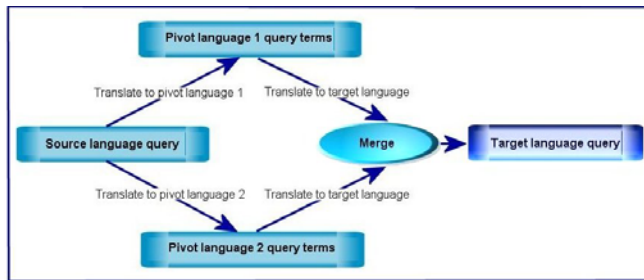 Pivot language 1 query terms
Translate to pivot language 1
Translate to target language
Source language query
Merge
Target language query
Translate to pivot language 2
Translate to target language
Pivot language 2 query terms